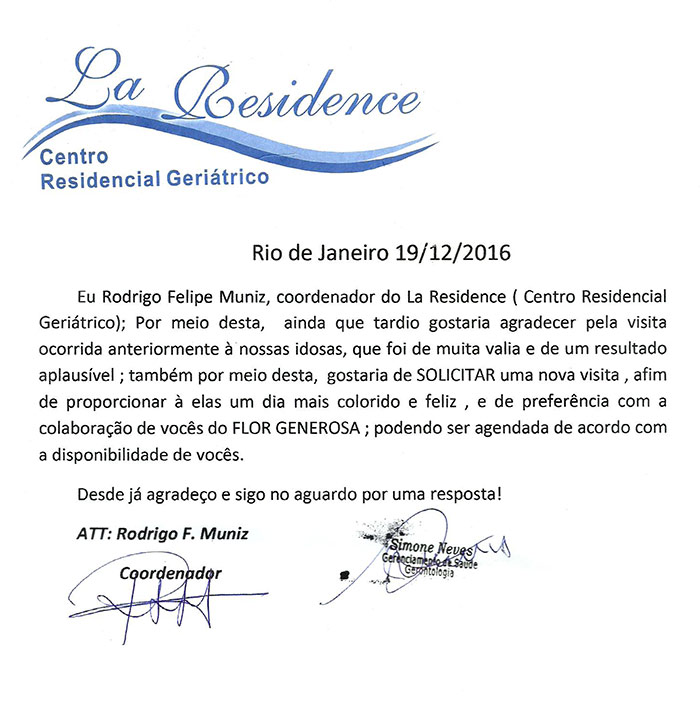 La Residence
Centro
Residencial Geriátrico
Rio de Janeiro 19/12/2016
Eu Rodrigo Felipe Muniz, coordenador do La Residence ( Centro Residencial
Geriátrico); Por meio desta, ainda que tardio gostaria agradecer pela visita
ocorrida anteriormente à nossas idosas, que foi de muita valia e de um resultado
aplausível ; também por meio desta, gostaria de SOLICITAR uma nova visita , afim
de proporcionar à elas um dia mais colorido e feliz , e de preferência com a
colaboração de vocês do FLOR GENEROSA ; podendo ser agendada de acordo com
a disponibilidade de vocês.
Desde já agradeço e sigo no aguardo por uma resposta!
ATT: Rodrigo F. Muniz
Coordenador
Simone Neves
Gerenciamento de Saúde
Gerontologia